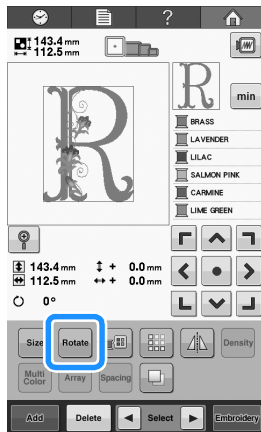 ?
143.4 mm
112.5 mm
R
R
min
BRASS
LAVENDER
LILAC
SALMON PINK
CARMINE
LIME GREEN
143.4 mm + 0.0 mm
112.5 mm + 0.0 mm
0°
Size Rotate Density
Multi Color Array Spacing
Add Delete Select Embroidery